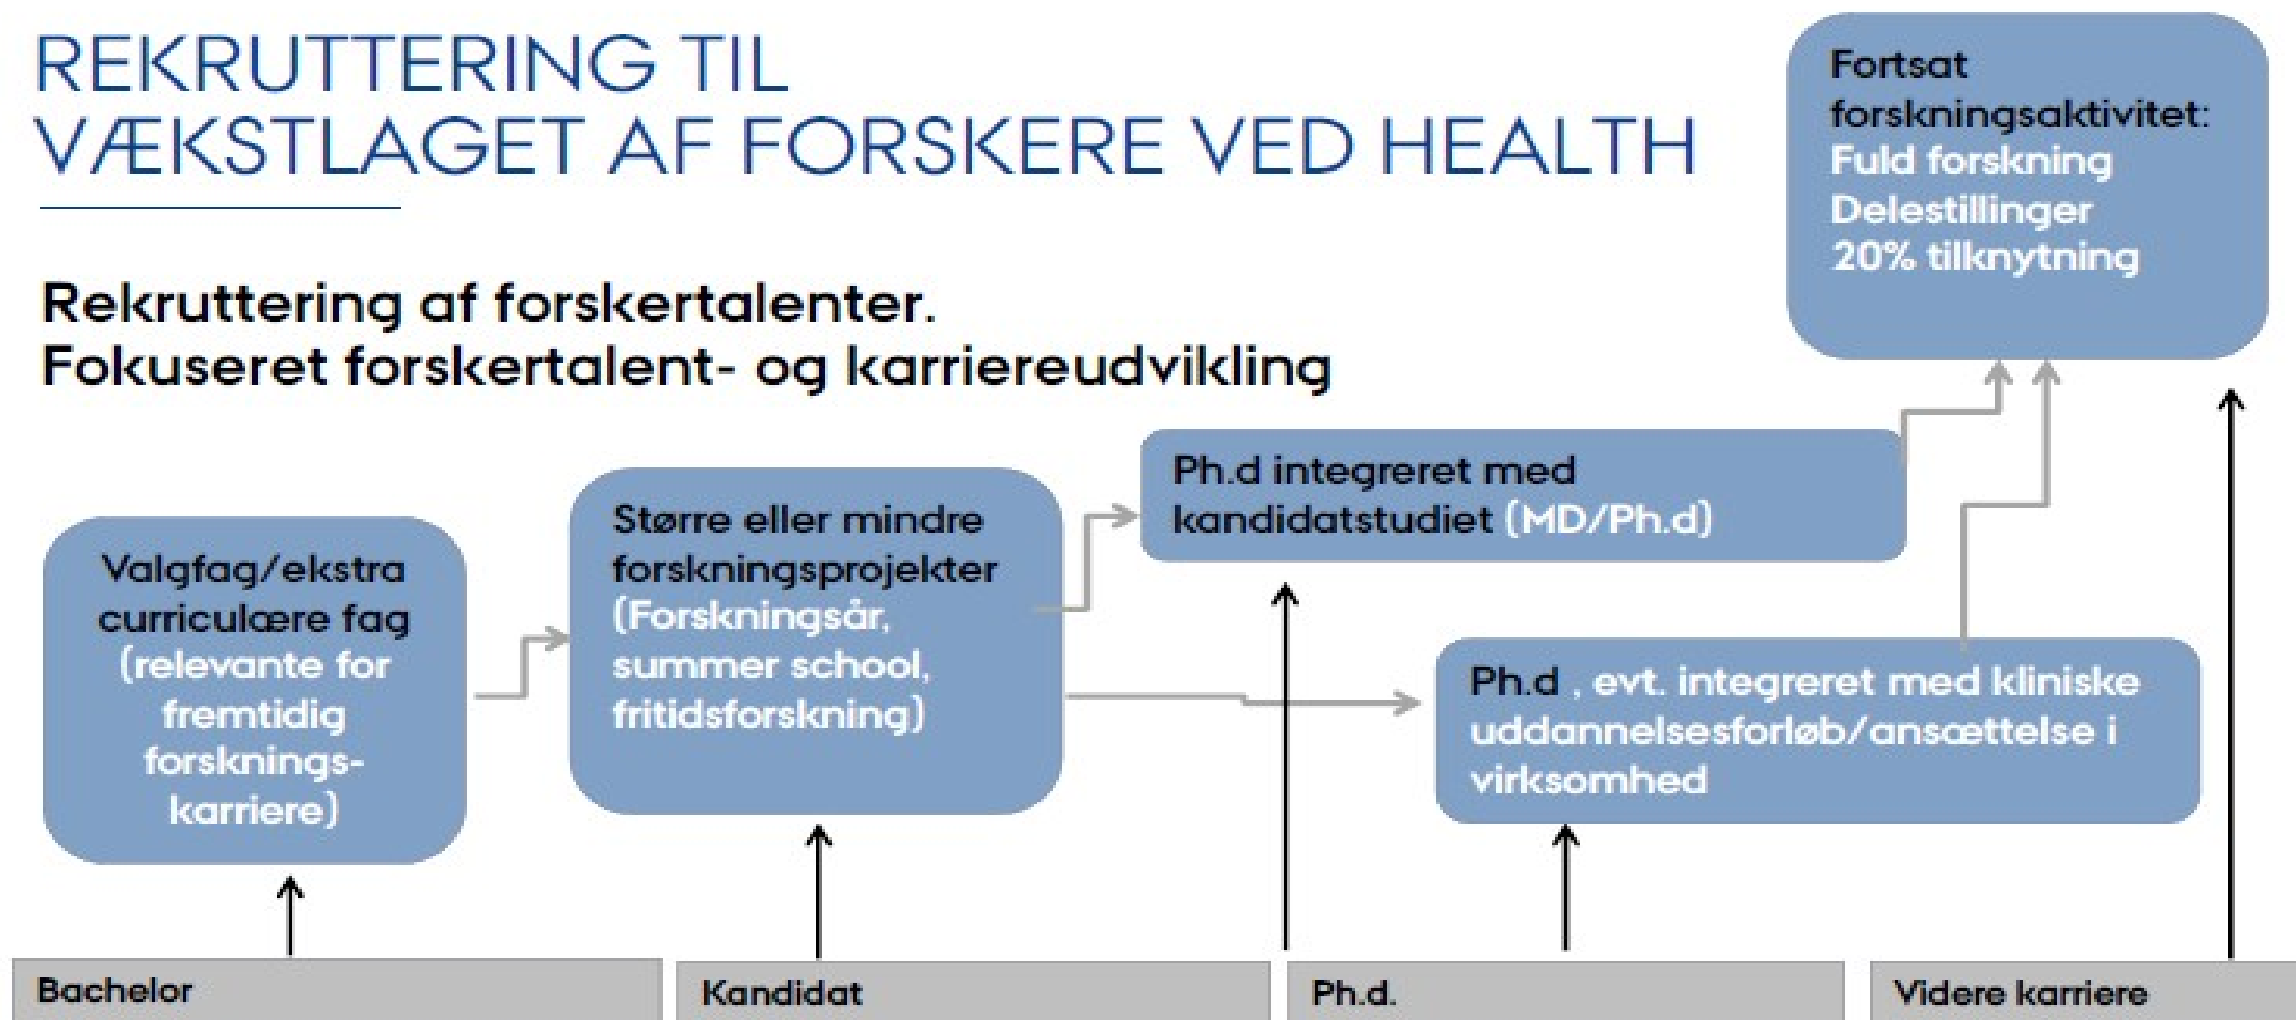 REKRUTTERING TIL
VÆKSTLAGET AF FORSKERE VED HEALTH
Rekruttering af forskertalenter.
Fokuseret forskertalent- og karriereudvikling
Fortsat
forskningsaktivitet:
Fuld forskning
Delestillinger
20% tilknytning
Valgfag/ekstra
curriculære fag
(relevante for
fremtidig
forsknings-
karriere)
Større eller mindre
forskningsprojekter
(Forskningsår,
summer school,
fritidsforskning)
Ph.d integreret med
kandidatstudiet (MD/Ph.d)
Ph.d , evt. integreret med kliniske
uddannelsesforløb/ansættelse i
virksomhed
Bachelor
Kandidat
Ph.d.
Videre karriere